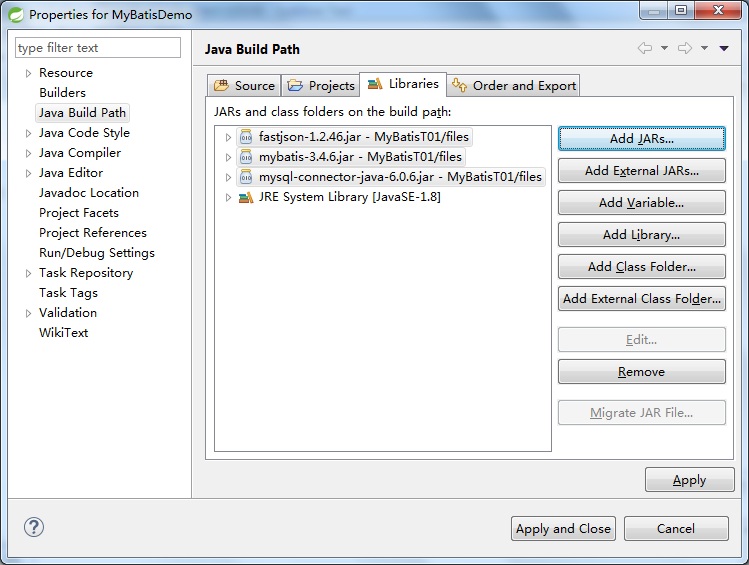 Properties for MyBatisDemo
type filter text
Resource
Builders
Java Build Path
Java Code Style
Java Compiler
Java Editor
Javadoc Location
Project Facets
Project References
Run/Debug Settings
Task Repository
Task Tags
Validation
WikiText
Java Build Path
Source Projects Libraries Order and Export
JARs and class folders on the build path:
fastjson-1.2.46.jar - MyBatisT01/files
mybatis-3.4.6.jar - MyBatisT01/files
mysql-connector-java-6.0.6.jar - MyBatisT01/files
JRE System Library [JavaSE-1.8]
Add JARs...
Add External JARs...
Add Variable...
Add Library...
Add Class Folder...
Add External Class Folder...
Edit...
Remove
Migrate JAR File...
Apply
Apply and Close Cancel